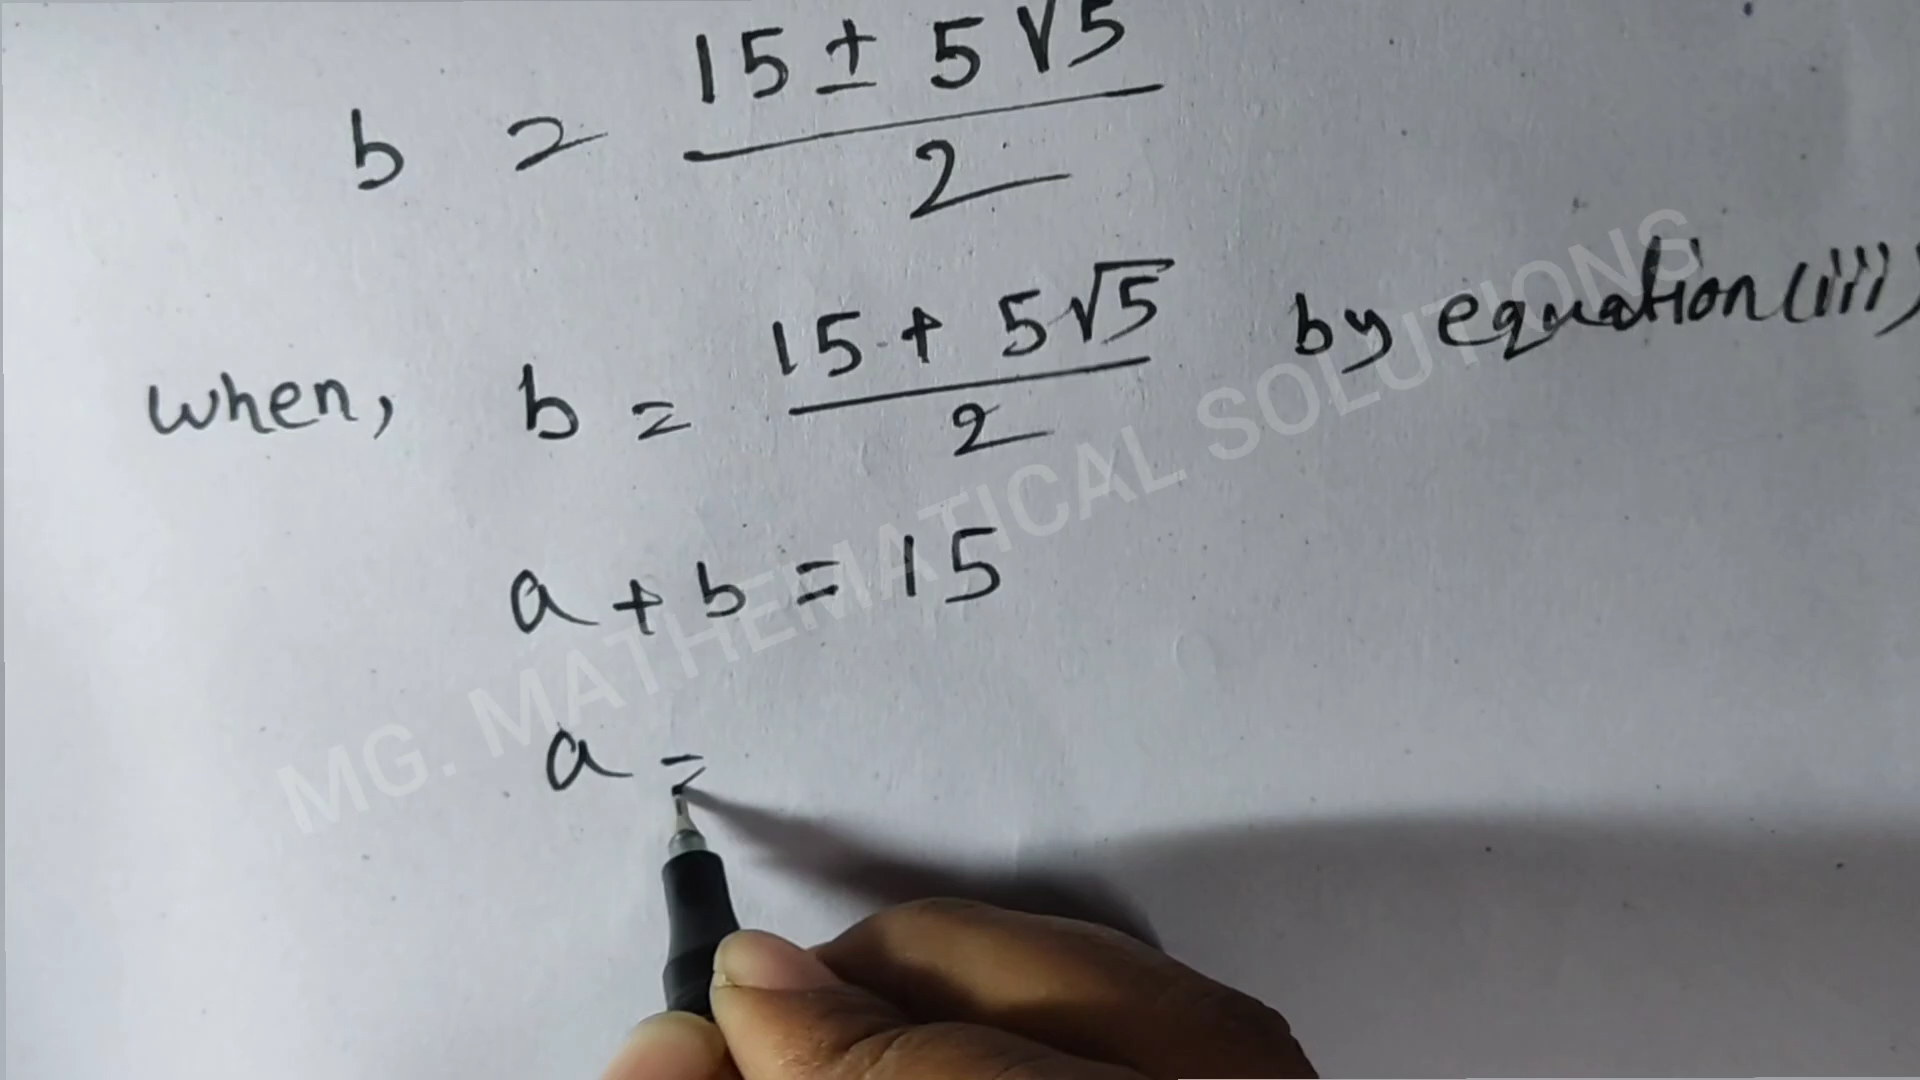 b = 15 ± 5√5 / 2
when, b = 15 + 5√5 / 2 by equation (iii)
a + b = 15
a =
MG. MATHEMATICAL SOLUTIONS